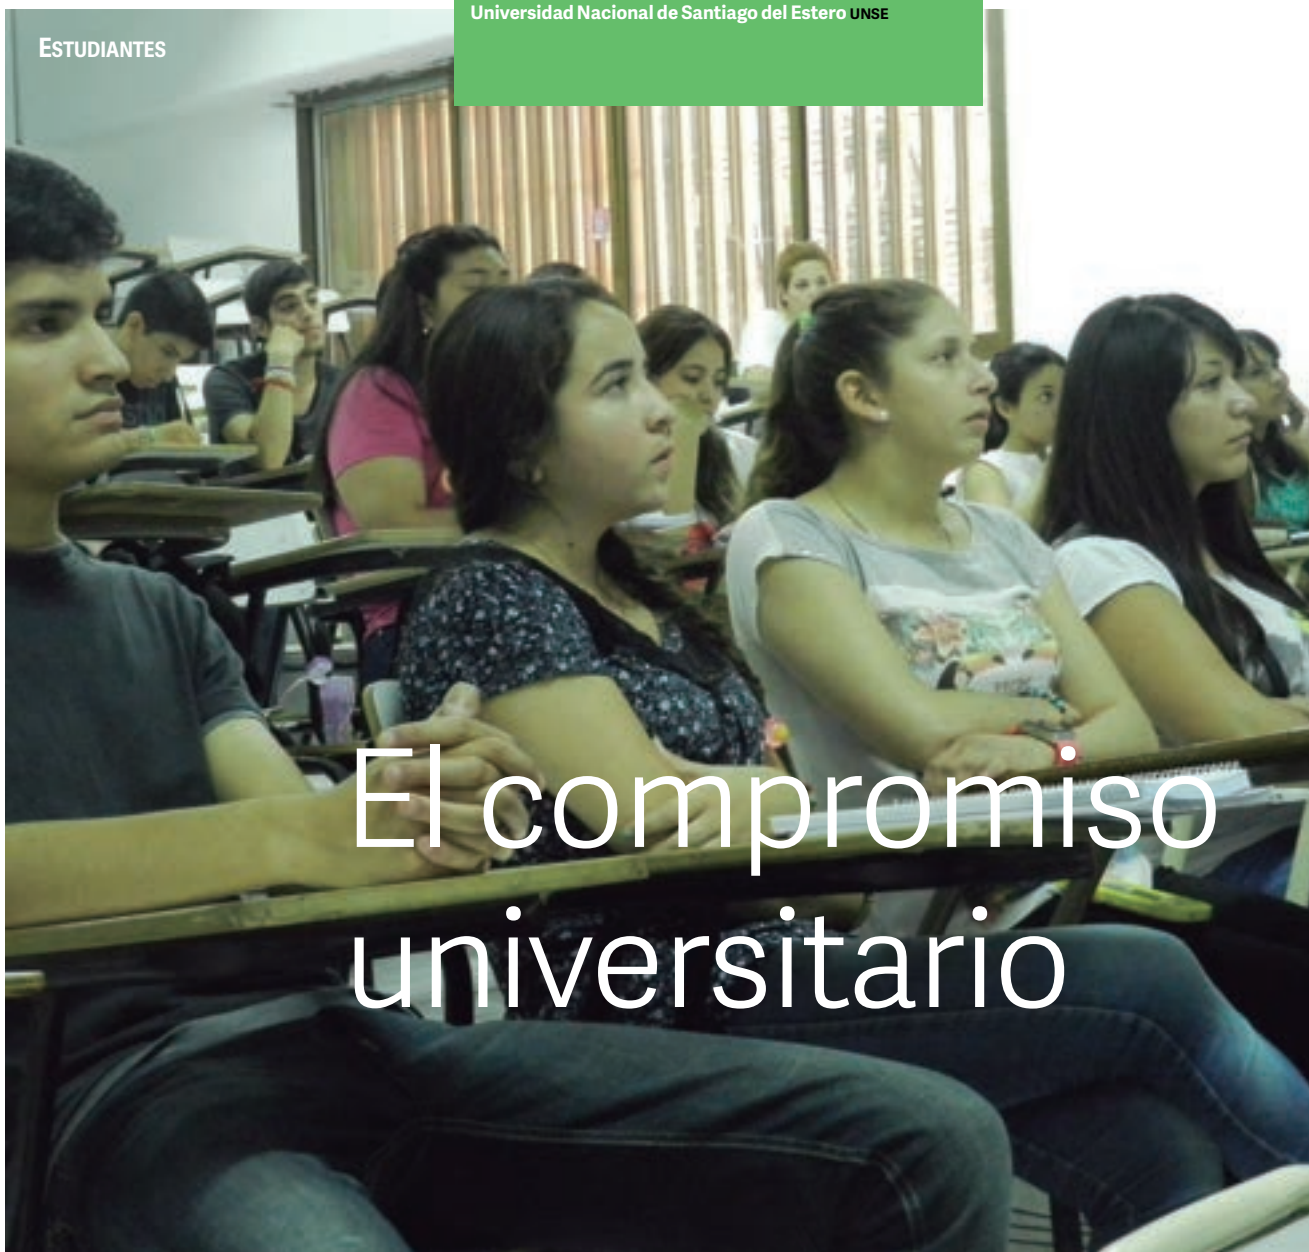 Universidad Nacional de Santiago del Estero UNSE
ESTUDIANTES
El compromiso
universitario